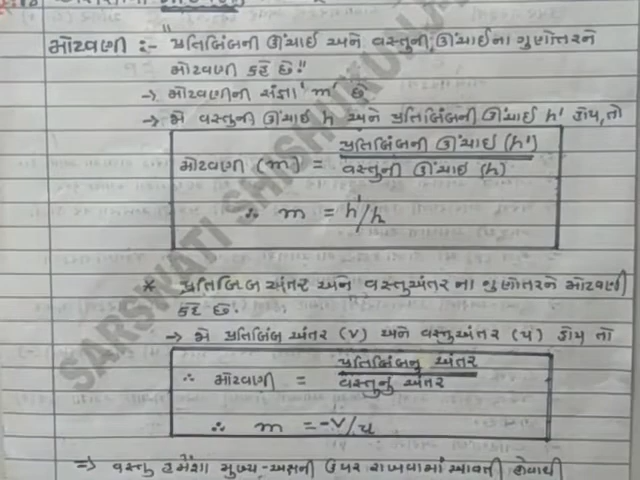 મોટવણી :- "પ્રતિબિંબની ઊંચાઈ અને વસ્તુની ઊંચાઈના ગુણોત્તરને
મોટવણી કહે છે."
→ મોટવણીની સંજ્ઞા 'm' છે
→ જો વસ્તુની ઊંચાઈ h અને પ્રતિબિંબની ઊંચાઈ h' હોય, તો
મોટવણી (m) = પ્રતિબિંબની ઊંચાઈ (h') / વસ્તુની ઊંચાઈ (h)
∴ m = h'/h
* પ્રતિબિંબ અંતર અને વસ્તુઅંતર ના ગુણોતરને મોટવણી
કહે છે.
→ જો પ્રતિબિંબ અંતર (v) અને વસ્તુઅંતર (u) હોય તો
∴ મોટવણી = પ્રતિબિંબનુ અંતર / વસ્તુનુ અંતર
∴ m = -v/u
⇒ વસ્તુ હંમેશા મુખ્ય-અક્ષની ઉપર રાખવામાં આવતી હોવાથી
SARSWATI SHISHUKUNJ